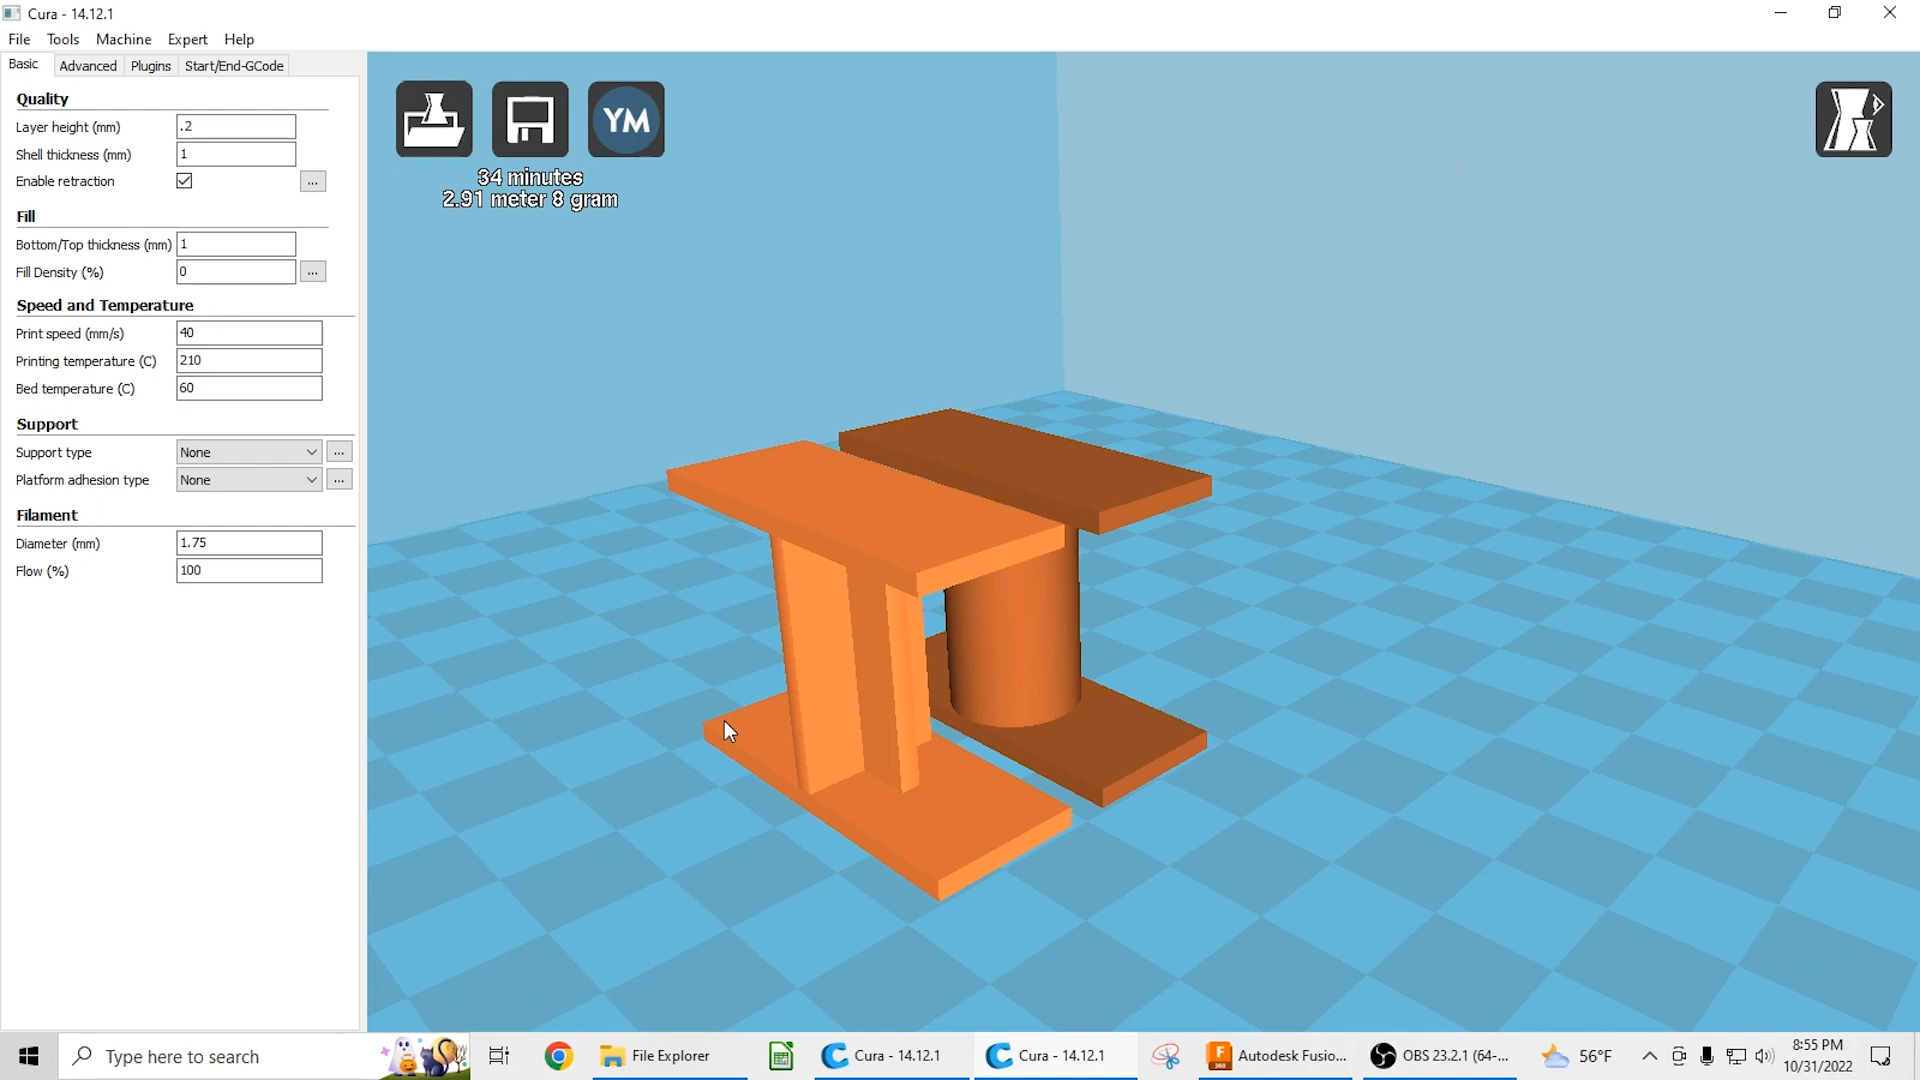 Cura - 14.12.1
File Tools Machine Expert Help
Basic Advanced Plugins Start/End-GCode
Quality
Layer height (mm) .2
Shell thickness (mm) 1
Enable retraction ...
Fill
Bottom/Top thickness (mm) 1
Fill Density (%) 0 ...
Speed and Temperature
Print speed (mm/s) 40
Printing temperature (C) 210
Bed temperature (C) 60
Support
Support type None ...
Platform adhesion type None ...
Filament
Diameter (mm) 1.75
Flow (%) 100
YM
34 minutes
2.91 meter 8 gram
Type here to search
File Explorer
Cura - 14.12.1
Cura - 14.12.1
Autodesk Fusio...
OBS 23.2.1 (64-...
56°F
8:55 PM
10/31/2022